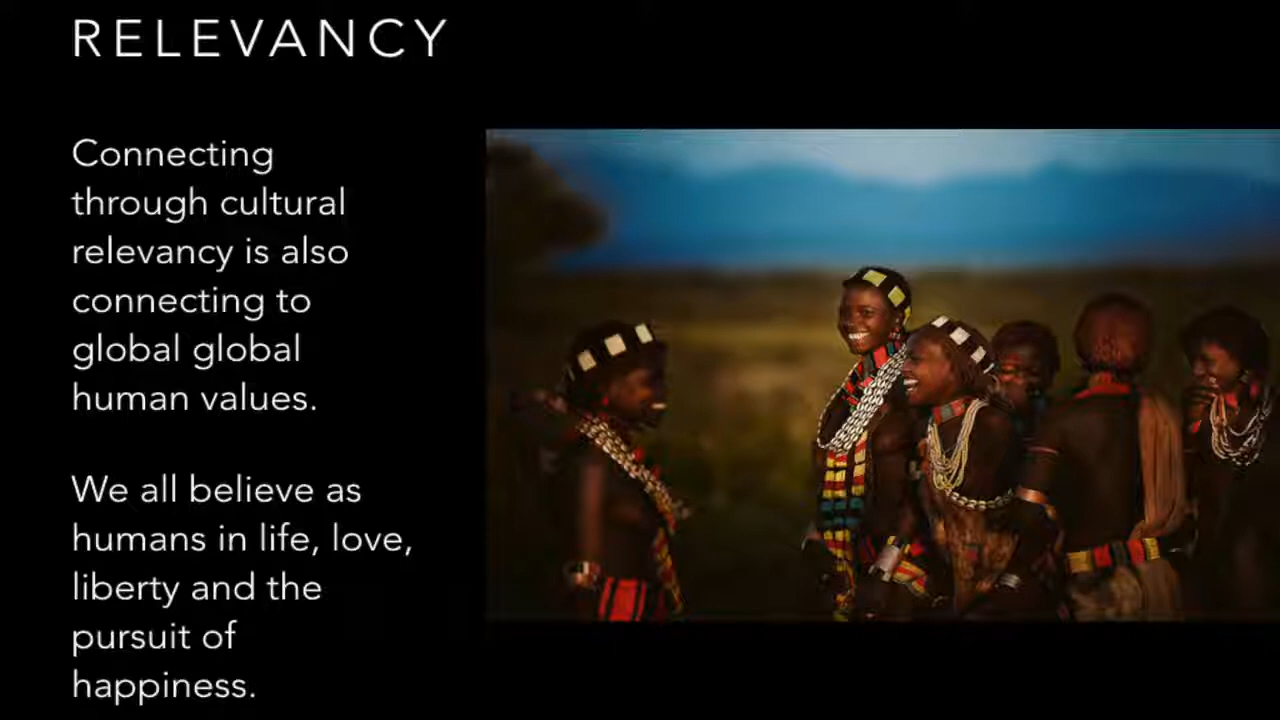 RELEVANCY
Connecting
through cultural
relevancy is also
connecting to
global global
human values.
We all believe as
humans in life, love,
liberty and the
pursuit of
happiness.